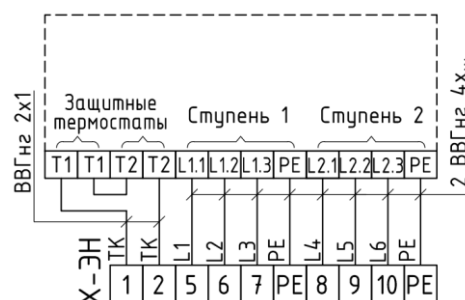 Защитные
термостаты
Ступень 1
Ступень 2
ВВГнг 2х1
2 ВВГнг 4х...
T1 T1 T2 T2 L1.1 L1.2 L1.3 PE L2.1 L2.2 L2.3 PE
ТК ТК L1 L2 L3 PE L4 L5 L6 PE
Х-ЭН
1 2 5 6 7 PE 8 9 10 PE